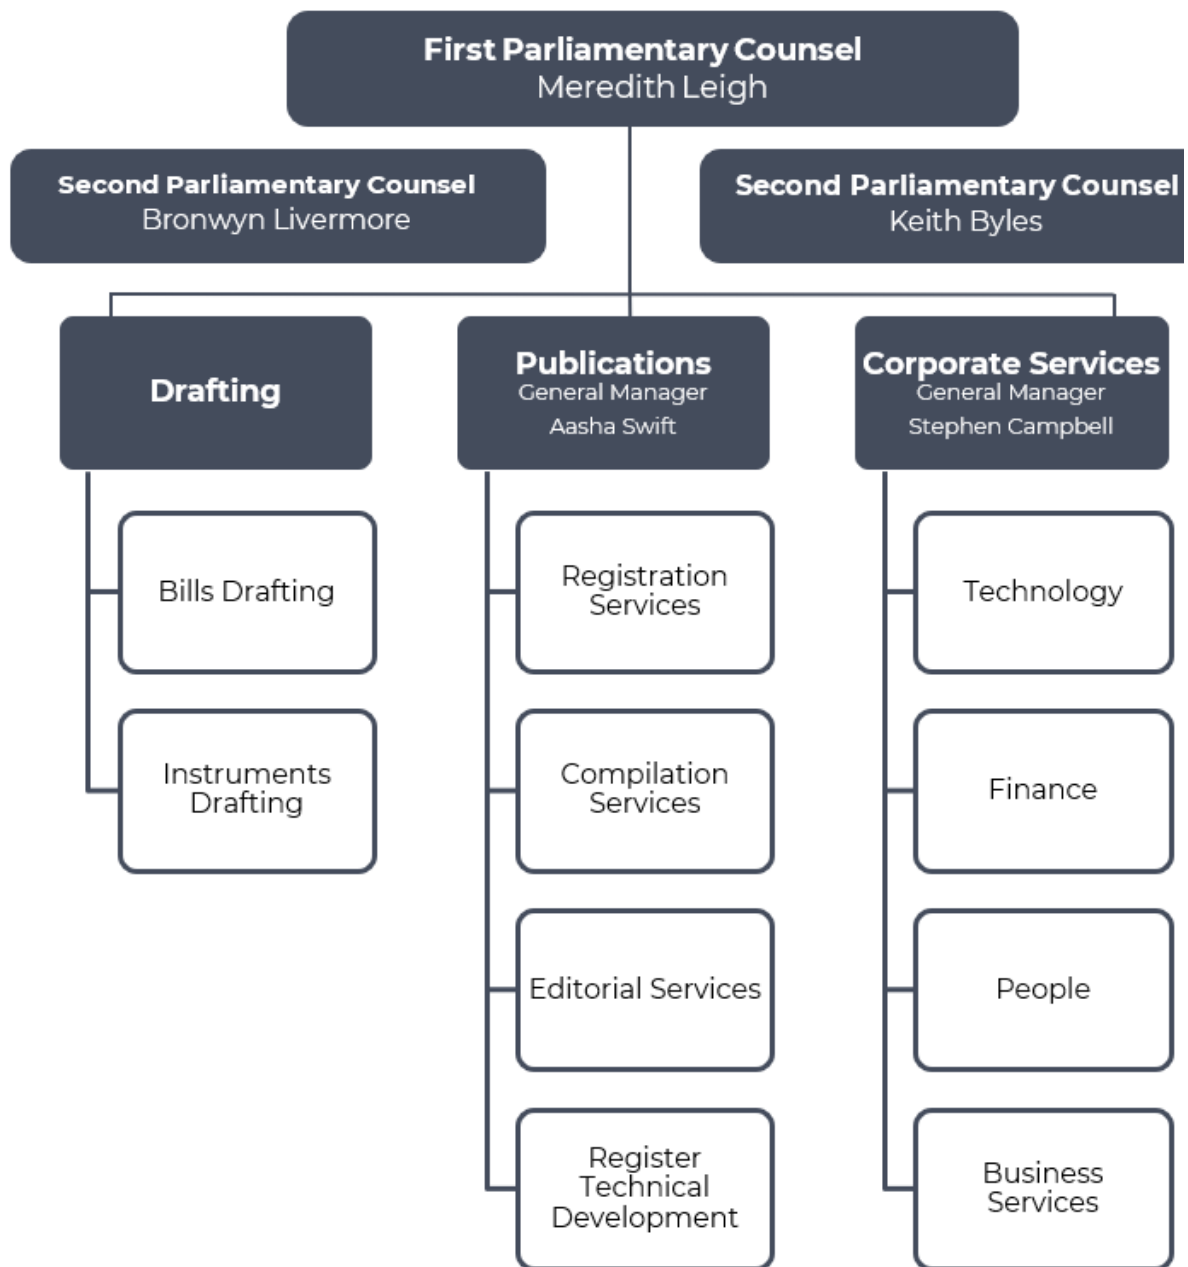 First Parliamentary Counsel
Meredith Leigh
Second Parliamentary Counsel
Bronwyn Livermore
Second Parliamentary Counsel
Keith Byles
Drafting
Publications
General Manager
Aasha Swift
Corporate Services
General Manager
Stephen Campbell
Bills Drafting
Instruments
Drafting
Registration
Services
Compilation
Services
Editorial Services
Register
Technical
Development
Technology
Finance
People
Business
Services